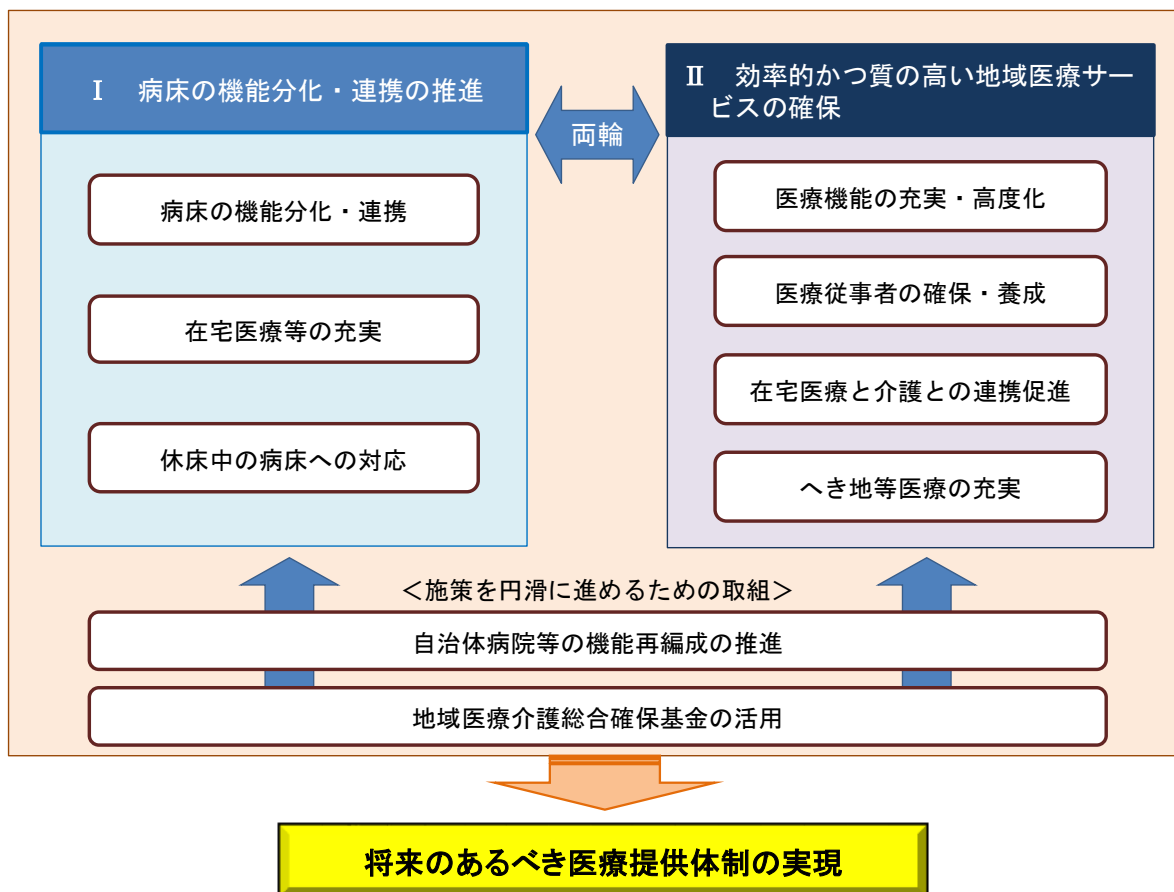 Ⅰ 病床の機能分化・連携の推進
病床の機能分化・連携
在宅医療等の充実
休床中の病床への対応
両輪
Ⅱ 効率的かつ質の高い地域医療サー
ビスの確保
医療機能の充実・高度化
医療従事者の確保・養成
在宅医療と介護との連携促進
へき地等医療の充実
＜施策を円滑に進めるための取組＞
自治体病院等の機能再編成の推進
地域医療介護総合確保基金の活用
将来のあるべき医療提供体制の実現